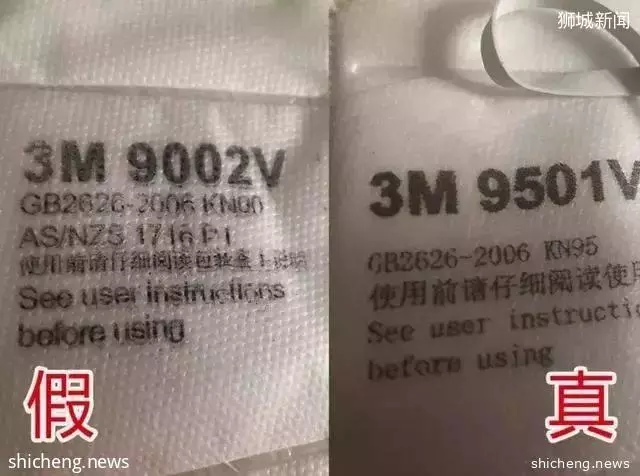 狮城新闻
shicheng.news
3M 9002V
GB2626-2006 KN90
AS/NZS 1716 P1
使用前请仔细阅读包装盒上说明
See user instructions
before using
假
shicheng.news
3M 9501V
GB2626-2006 KN95
使用前请仔细阅读使用
See user instructio
before using
真
shicheng.news